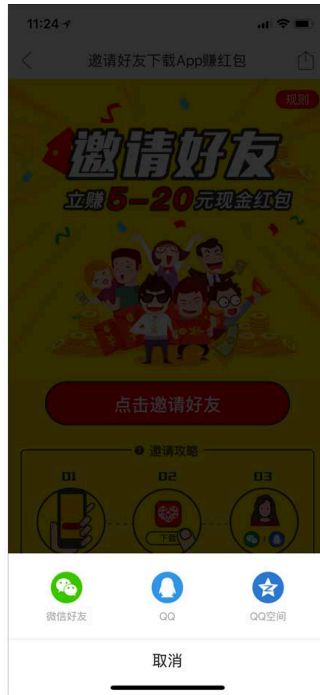 11:24
邀请好友下载App赚红包
规则
邀请好友
立赚5-20元现金红包
点击邀请好友
邀请攻略
01
02
03
下载
微信好友
QQ
QQ空间
取消